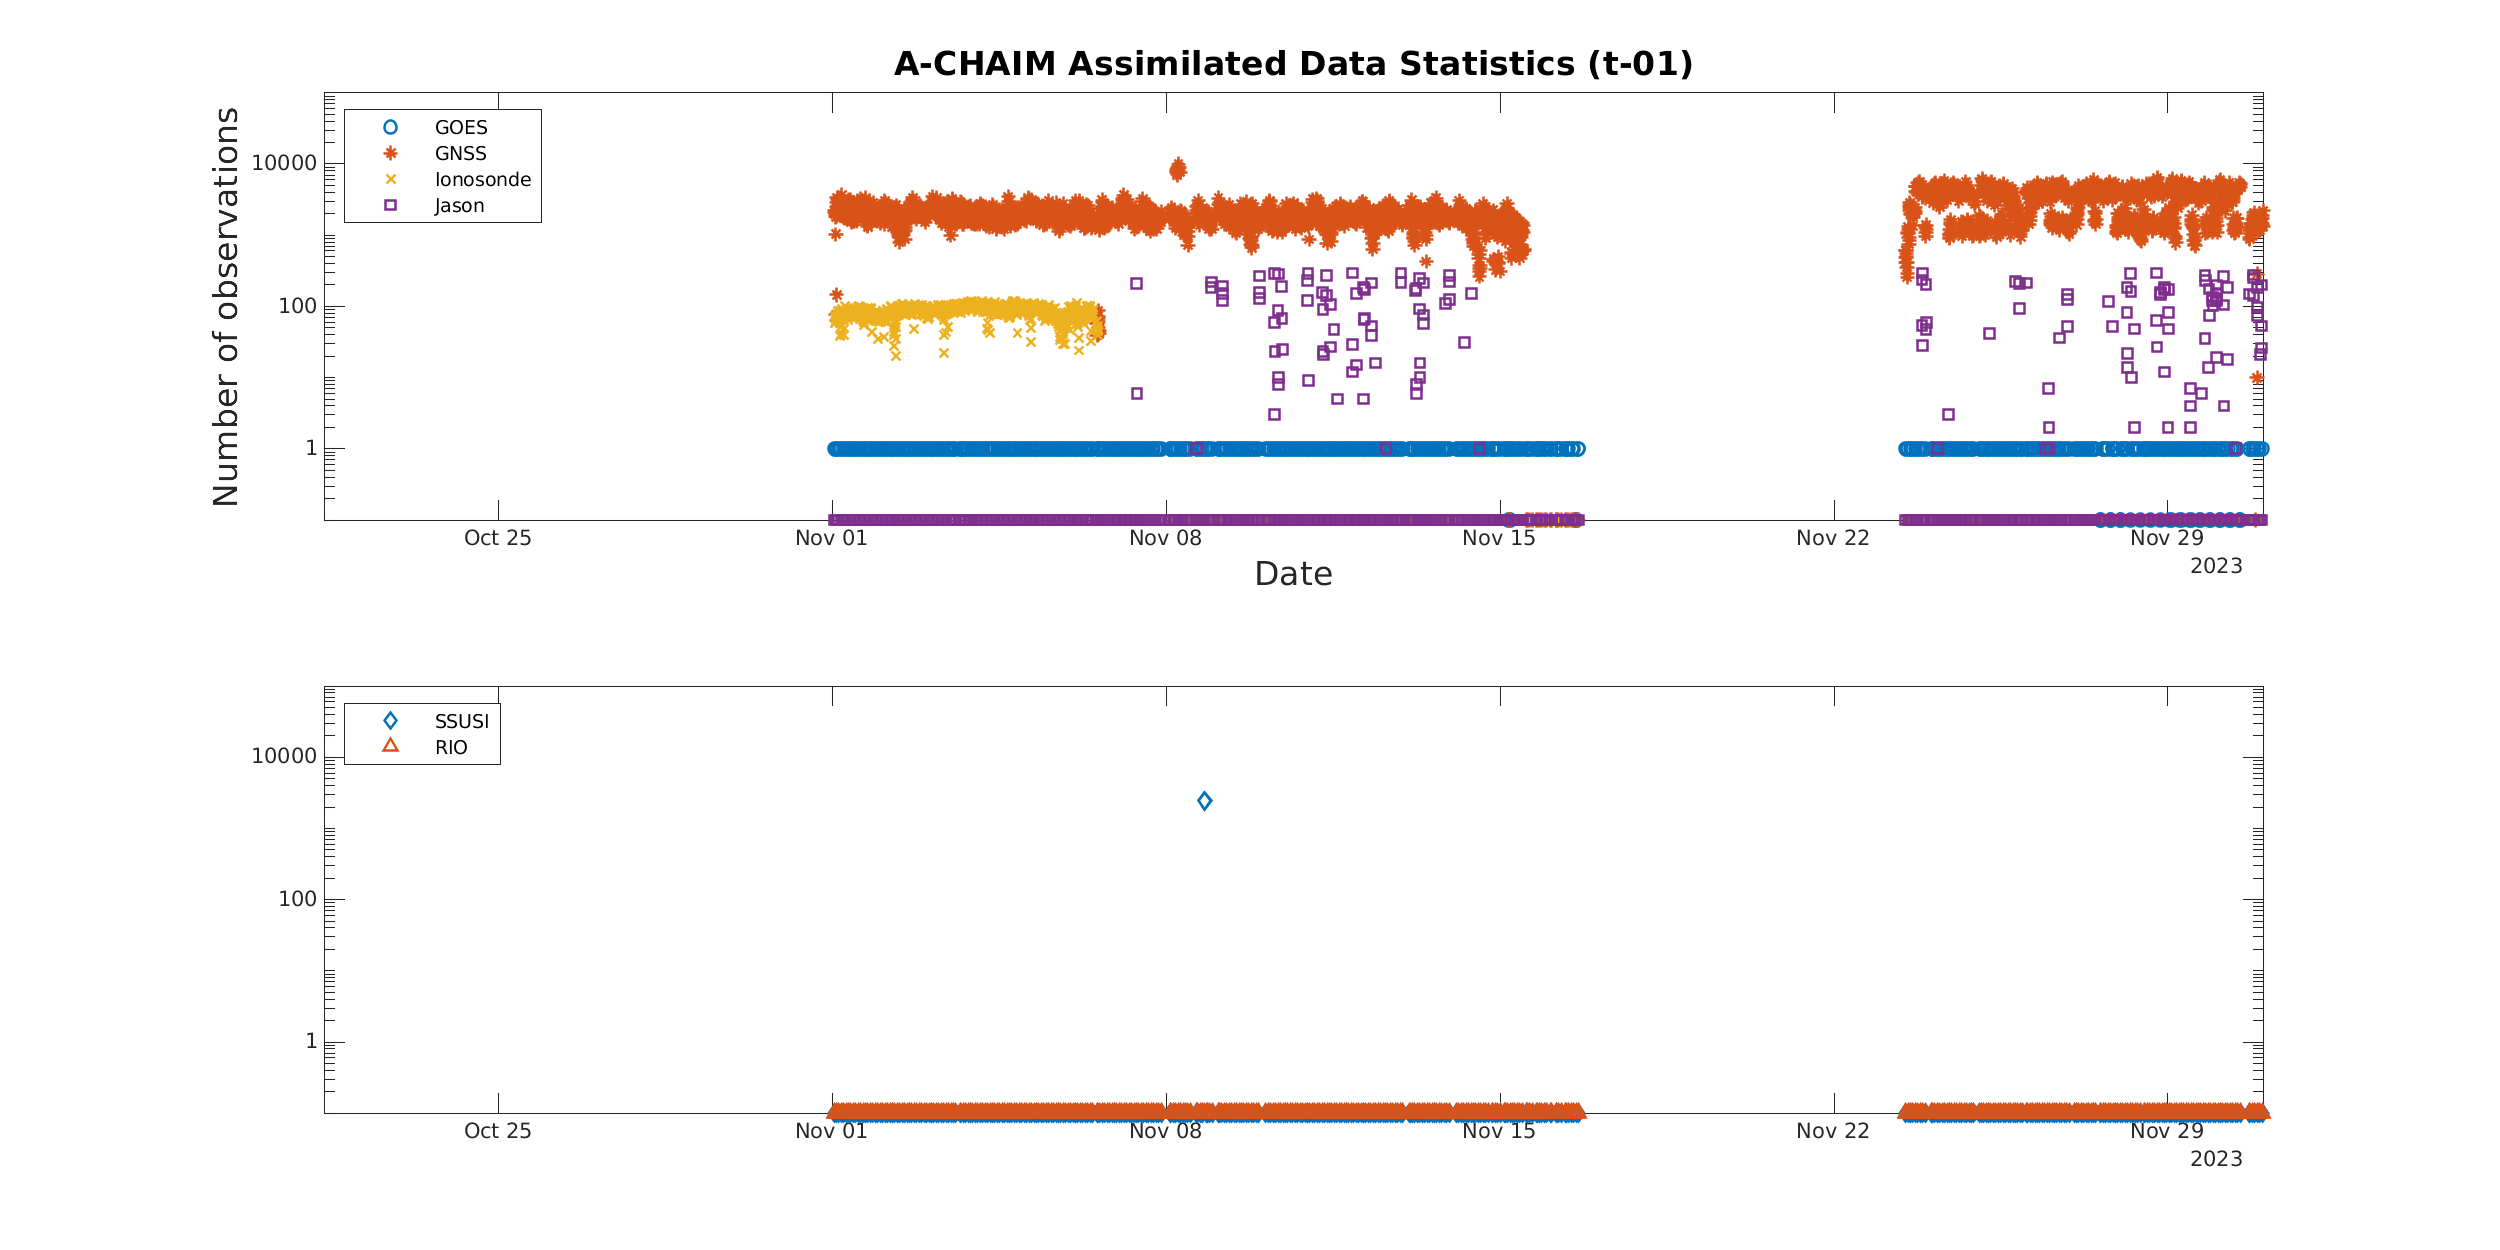 A-CHAIM Assimilated Data Statistics (t-01)
Number of observations
10000
100
1
GOES
GNSS
Ionosonde
Jason
Oct 25
Nov 01
Nov 08
Nov 15
Nov 22
Nov 29
2023
Date
10000
100
1
SSUSI
RIO
Oct 25
Nov 01
Nov 08
Nov 15
Nov 22
Nov 29
2023